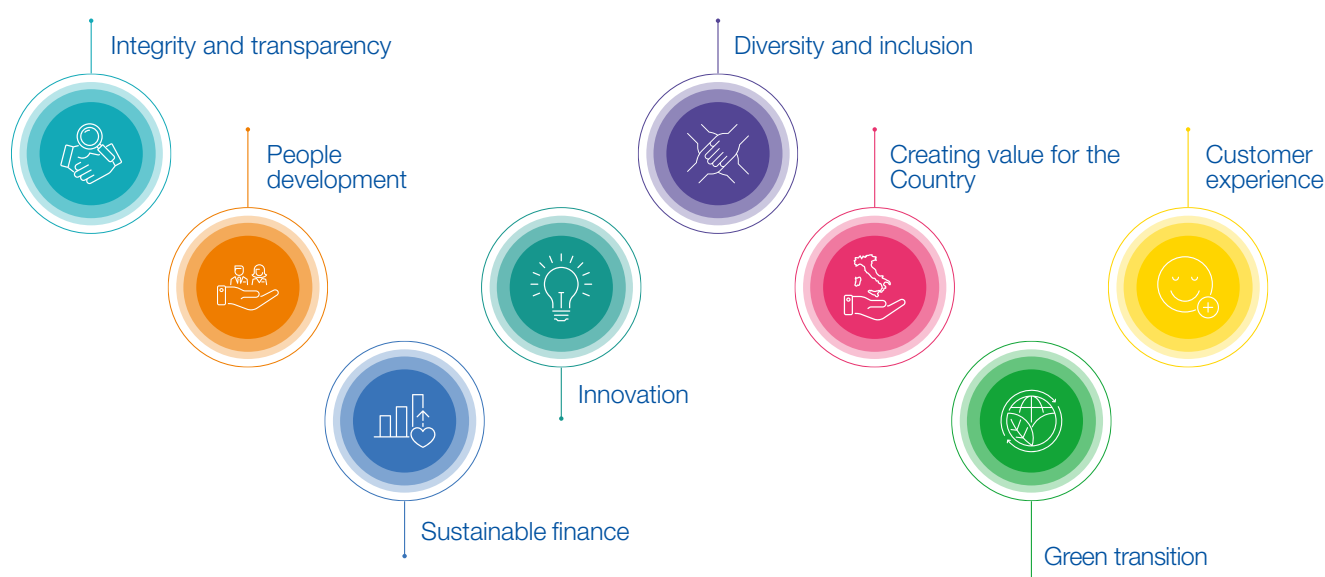 Integrity and transparency
People
development
Sustainable finance
Innovation
Diversity and inclusion
Creating value for the
Country
Green transition
Customer
experience